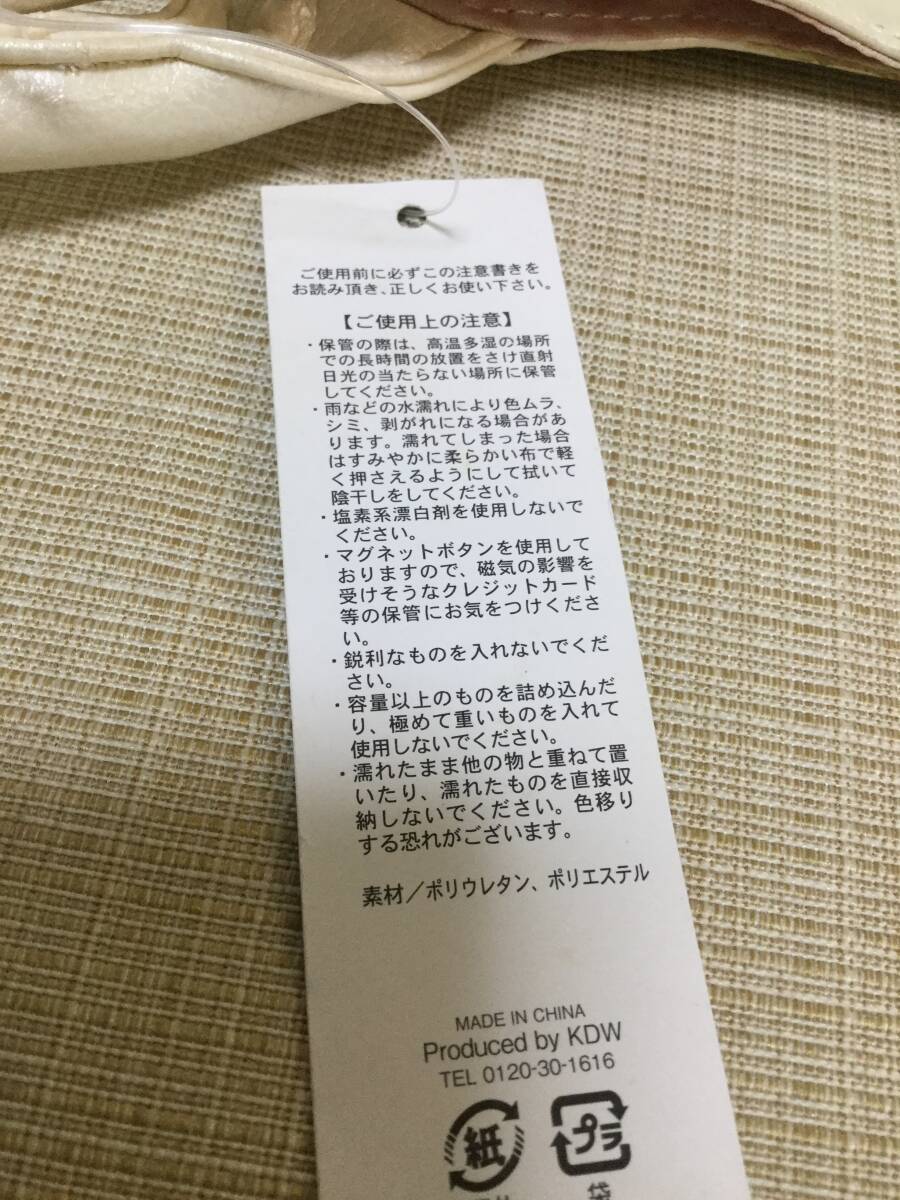 ご使用前に必ずこの注意書きを
お読み頂き、正しくお使い下さい。
【ご使用上の注意】
・保管の際は、高温多湿の場所
での長時間の放置をさけ直射
日光の当たらない場所に保管
してください。
・雨などの水濡れにより色ムラ、
シミ、剥がれになる場合があ
ります。濡れてしまった場合
はすみやかに柔らかい布で軽
く押さえるようにして拭いて
陰干しをしてください。
・塩素系漂白剤を使用しないで
ください。
・マグネットボタンを使用して
おりますので、磁気の影響を
受けそうなクレジットカード
等の保管にお気をつけくださ
い。
・鋭利なものを入れないでくだ
さい。
・容量以上のものを詰め込んだ
り、極めて重いものを入れて
使用しないでください。
・濡れたまま他の物と重ねて置
いたり、濡れたものを直接収
納しないでください。色移り
する恐れがございます。
素材／ポリウレタン、ポリエステル
MADE IN CHINA
Produced by KDW
TEL 0120-30-1616
紙 プラ
袋